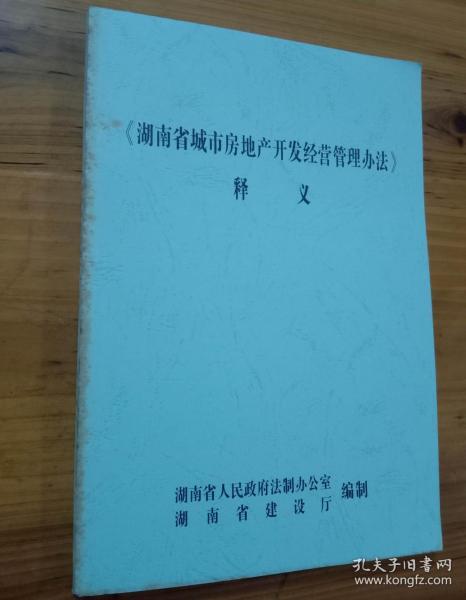 《湖南省城市房地产开发经营管理办法》
释 义
湖南省人民政府法制办公室
湖南省建设厅
编制
孔夫子旧书网
www.kongfz.com